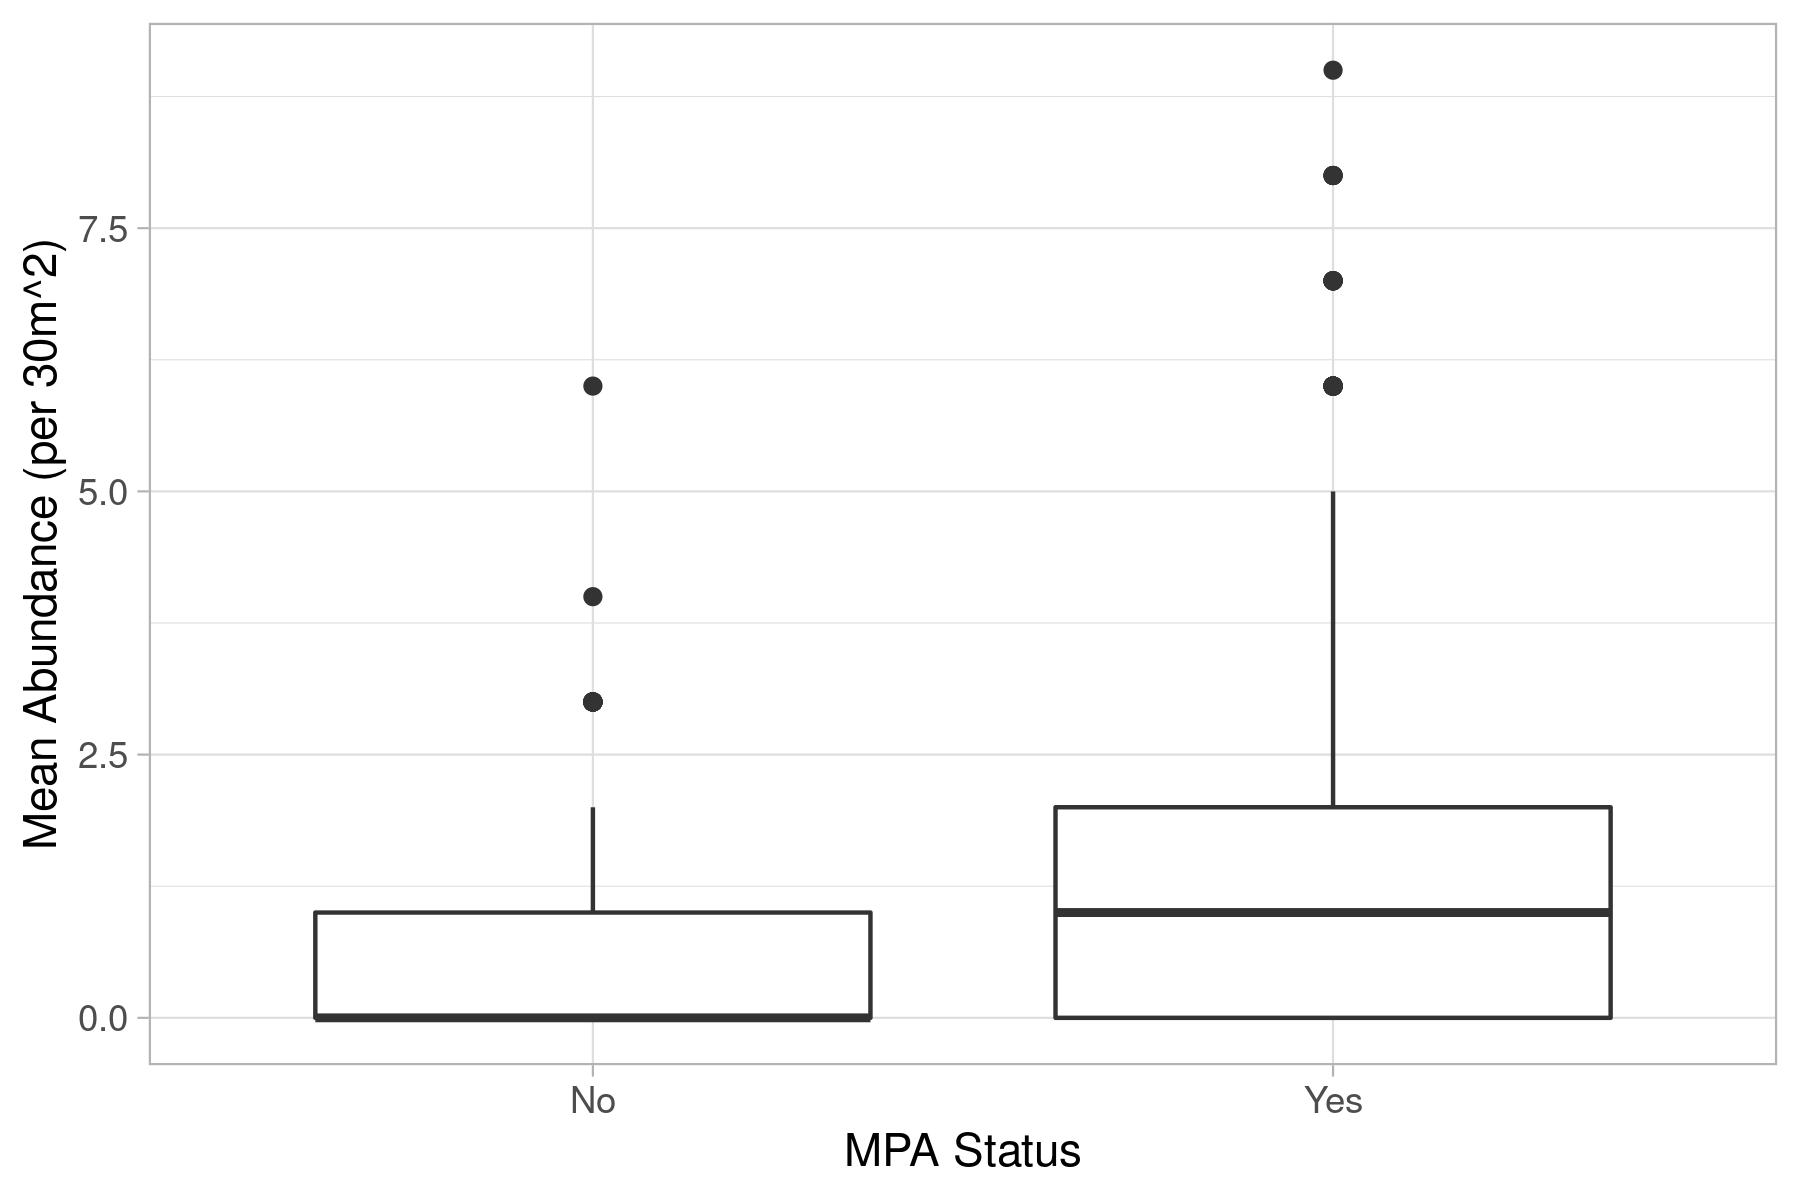 Mean Abundance (per 30m^2)
7.5
5.0
2.5
0.0
No
Yes
MPA Status